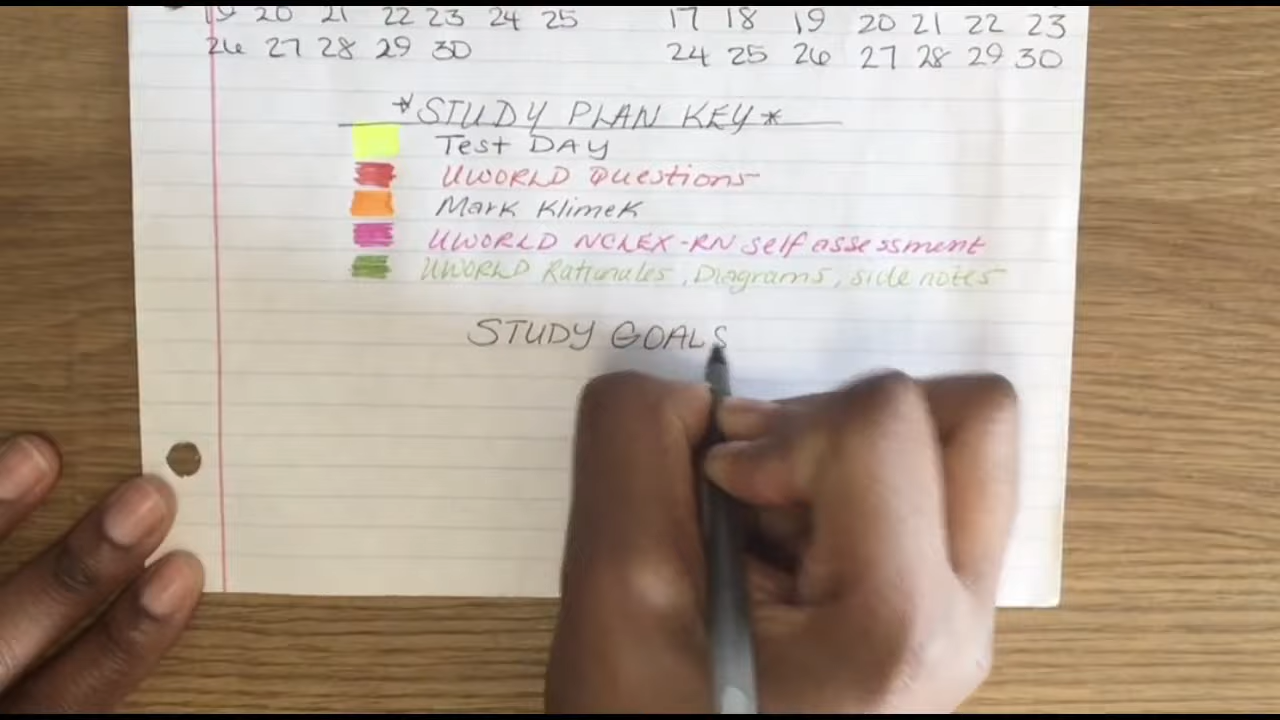 19 20 21 22 23 24 25 17 18 19 20 21 22 23
26 27 28 29 30 24 25 26 27 28 29 30
*STUDY PLAN KEY*
Test DAY
UWORLD Questions
Mark Klimek
UWORLD NCLEX-RN self assessment
UWORLD Rationales, Diagrams, side notes
STUDY GOALS